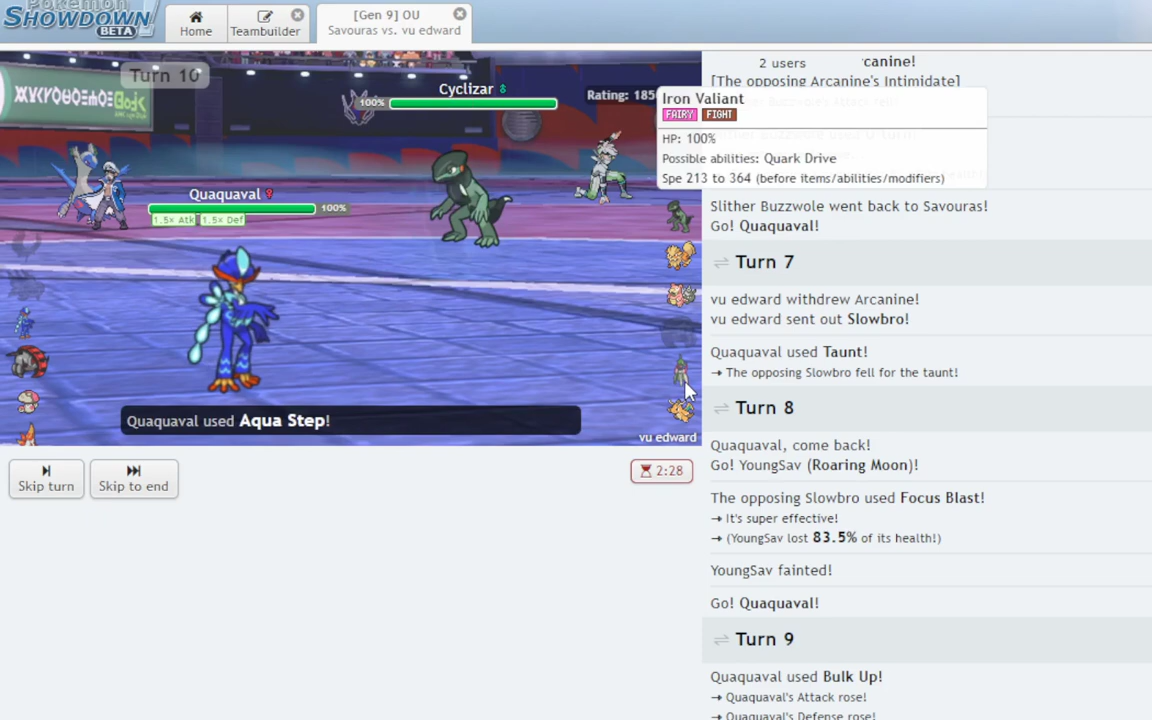 Pokémon
SHOWDOWN
BETA
Home
Teambuilder
[Gen 9] OU
Savouras vs. vu edward
Turn 10
Cyclizar
100%
Rating: 185
Quaquaval
100%
1.5× Atk 1.5× Def
Quaquaval used Aqua Step!
vu edward
Skip turn
Skip to end
2:28
2 users
canine!
[The opposing Arcanine's Intimidate]
Iron Valiant
FAIRY FIGHT
HP: 100%
Possible abilities: Quark Drive
Spe 213 to 364 (before items/abilities/modifiers)
Slither Buzzwole went back to Savouras!
Go! Quaquaval!
Turn 7
vu edward withdrew Arcanine!
vu edward sent out Slowbro!
Quaquaval used Taunt!
→ The opposing Slowbro fell for the taunt!
Turn 8
Quaquaval, come back!
Go! YoungSav (Roaring Moon)!
The opposing Slowbro used Focus Blast!
→ It's super effective!
→ (YoungSav lost 83.5% of its health!)
YoungSav fainted!
Go! Quaquaval!
Turn 9
Quaquaval used Bulk Up!
→ Quaquaval's Attack rose!
→ Quaquaval's Defense rose!